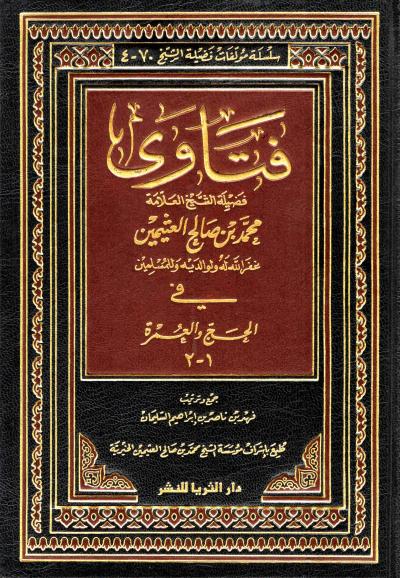 سلسلة مؤلفات فضيلة الشيخ ٧٠-٤
فتاوى
فضيلة الشيخ العلامة
محمد بن صالح العثيمين
غفر الله له ولوالديه وللمسلمين
في
الحج والعمرة
١-٢
جمع وترتيب
فهد بن ناصر بن إبراهيم السليمان
طبع بإشراف مؤسسة الشيخ محمد بن صالح العثيمين الخيرية
دار الثريا للنشر